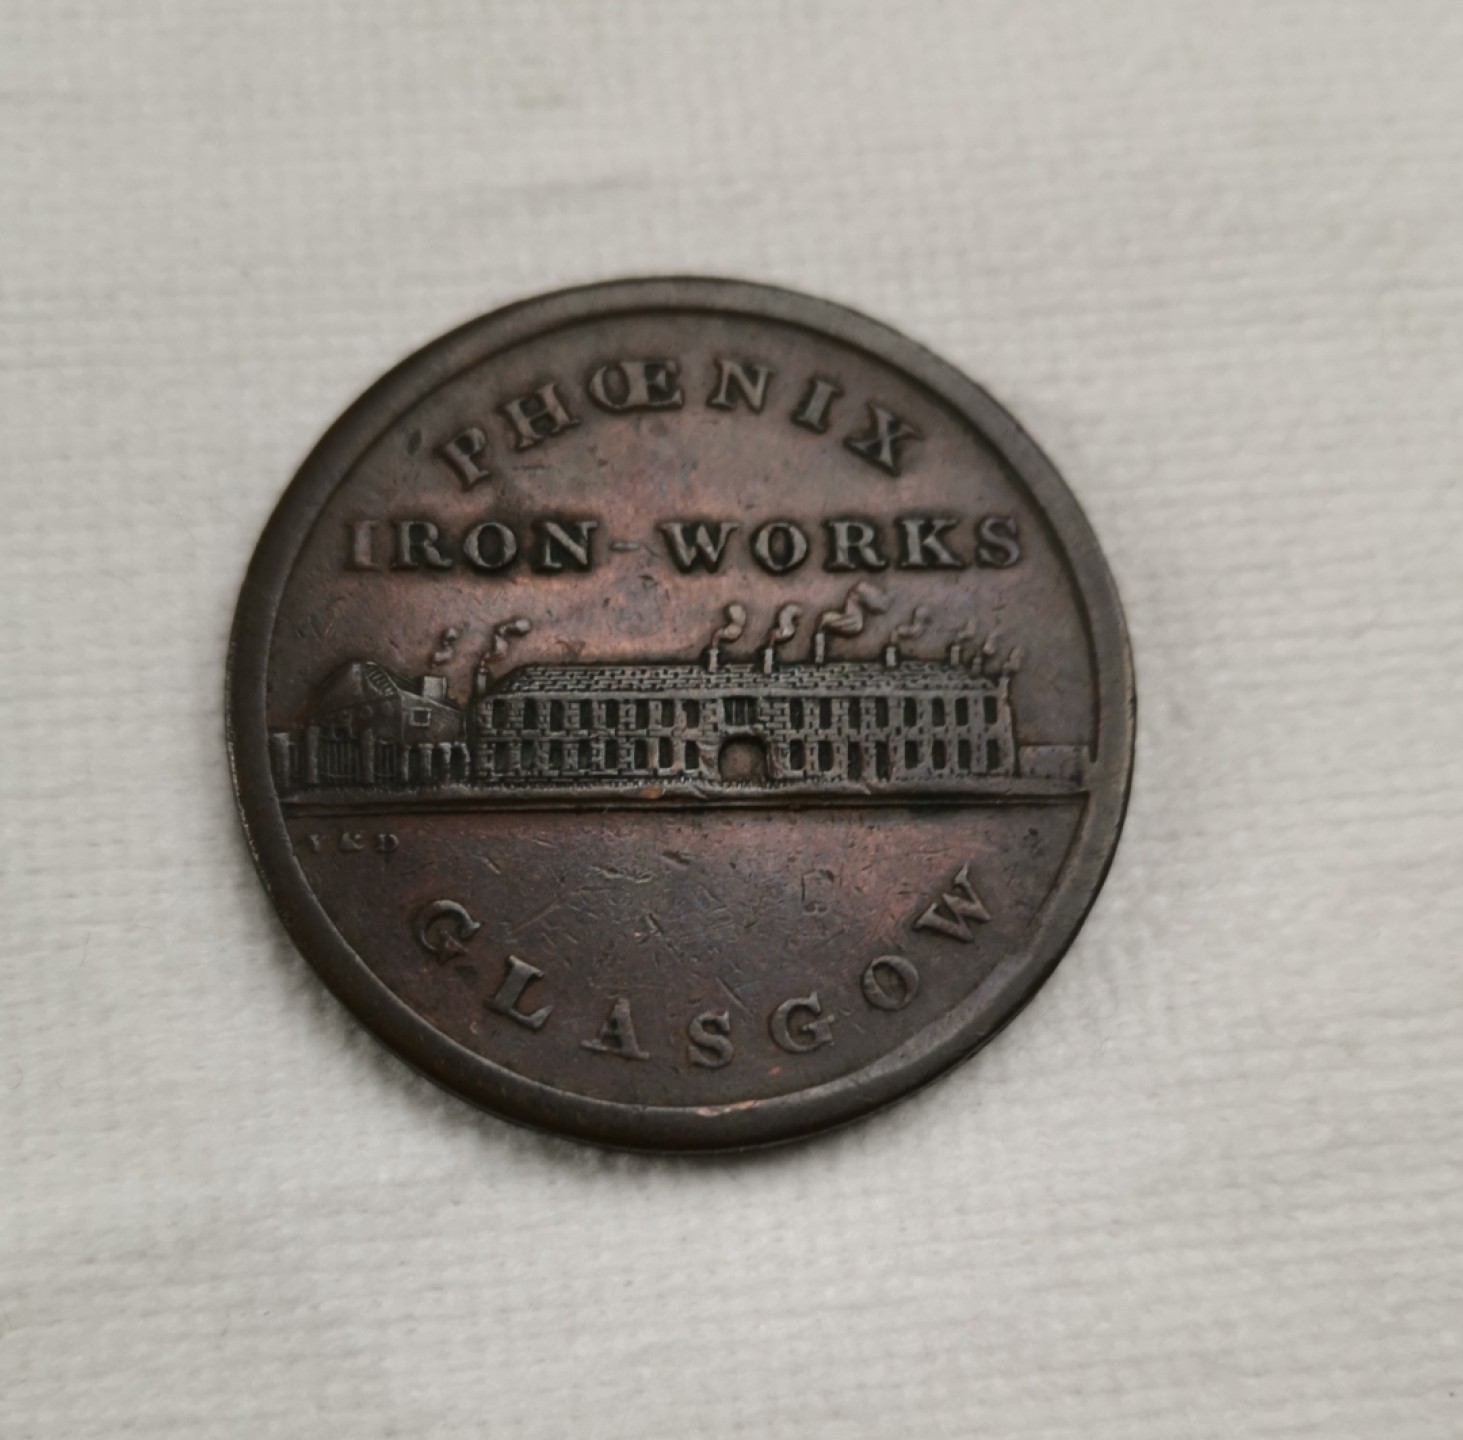 PHŒNIX
IRON-WORKS
Y & D
GLASGOW